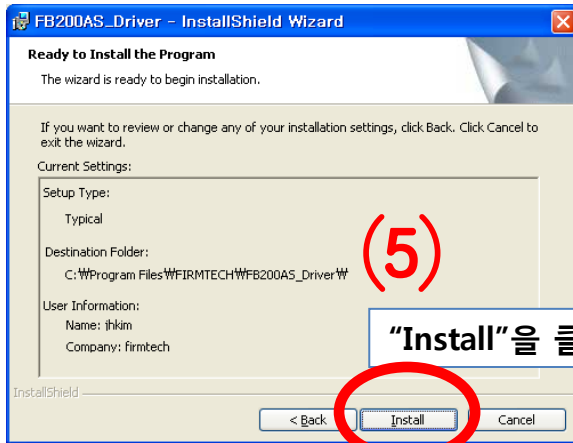 FB200AS_Driver - InstallShield Wizard
Ready to Install the Program
The wizard is ready to begin installation.
If you want to review or change any of your installation settings, click Back. Click Cancel to
exit the wizard.
Current Settings:
Setup Type:
Typical
Destination Folder:
C:₩Program Files₩FIRMTECH₩FB200AS_Driver₩
(5)
User Information:
Name: jhkim
Company: firmtech
“Install”을
InstallShield
< Back
Install
Cancel